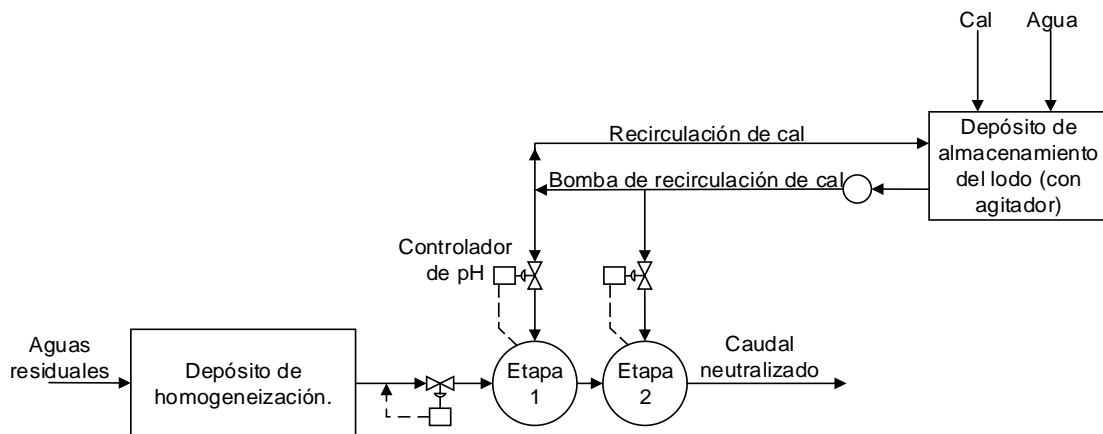 Cal
Agua
Depósito de
almacenamiento
del lodo (con
agitador)
Recirculación de cal
Bomba de recirculación de cal
Controlador
de pH
Aguas
residuales
Depósito de
homogeneización.
Etapa
1
Etapa
2
Caudal
neutralizado